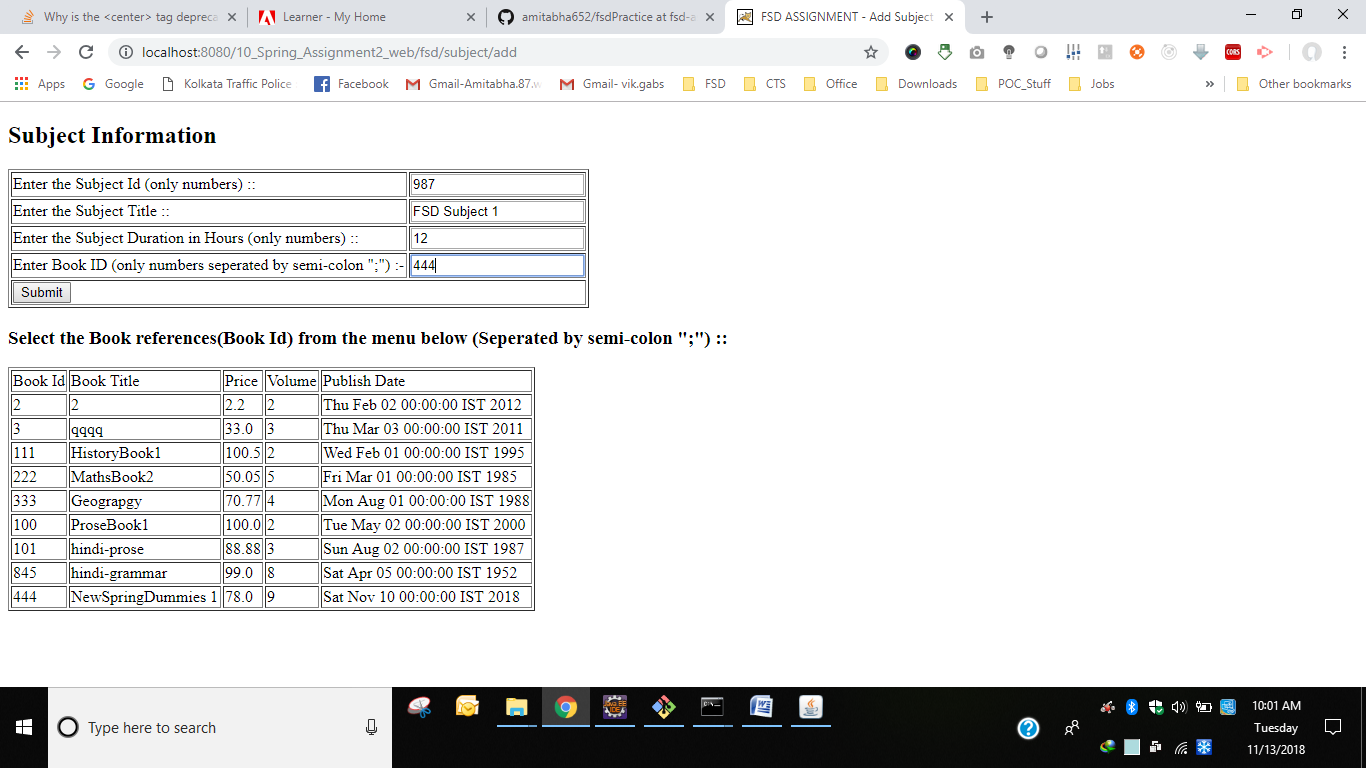 Why is the <center> tag depreca
Learner - My Home
amitabha652/fsdPractice at fsd-a
FSD ASSIGNMENT - Add Subject
localhost:8080/10_Spring_Assignment2_web/fsd/subject/add
CORS
Apps Google Kolkata Traffic Police Facebook Gmail-Amitabha.87.w Gmail- vik.gabs FSD CTS Office Downloads POC_Stuff Jobs » Other bookmarks
Subject Information
Enter the Subject Id (only numbers) :: 987
Enter the Subject Title :: FSD Subject 1
Enter the Subject Duration in Hours (only numbers) :: 12
Enter Book ID (only numbers seperated by semi-colon ";") :- 444
Submit
Select the Book references(Book Id) from the menu below (Seperated by semi-colon ";") ::
Book Id Book Title Price Volume Publish Date
2 2 2.2 2 Thu Feb 02 00:00:00 IST 2012
3 qqqq 33.0 3 Thu Mar 03 00:00:00 IST 2011
111 HistoryBook1 100.5 2 Wed Feb 01 00:00:00 IST 1995
222 MathsBook2 50.05 5 Fri Mar 01 00:00:00 IST 1985
333 Geograpgy 70.77 4 Mon Aug 01 00:00:00 IST 1988
100 ProseBook1 100.0 2 Tue May 02 00:00:00 IST 2000
101 hindi-prose 88.88 3 Sun Aug 02 00:00:00 IST 1987
845 hindi-grammar 99.0 8 Sat Apr 05 00:00:00 IST 1952
444 NewSpringDummies 1 78.0 9 Sat Nov 10 00:00:00 IST 2018
Type here to search
10:01 AM
Tuesday
11/13/2018